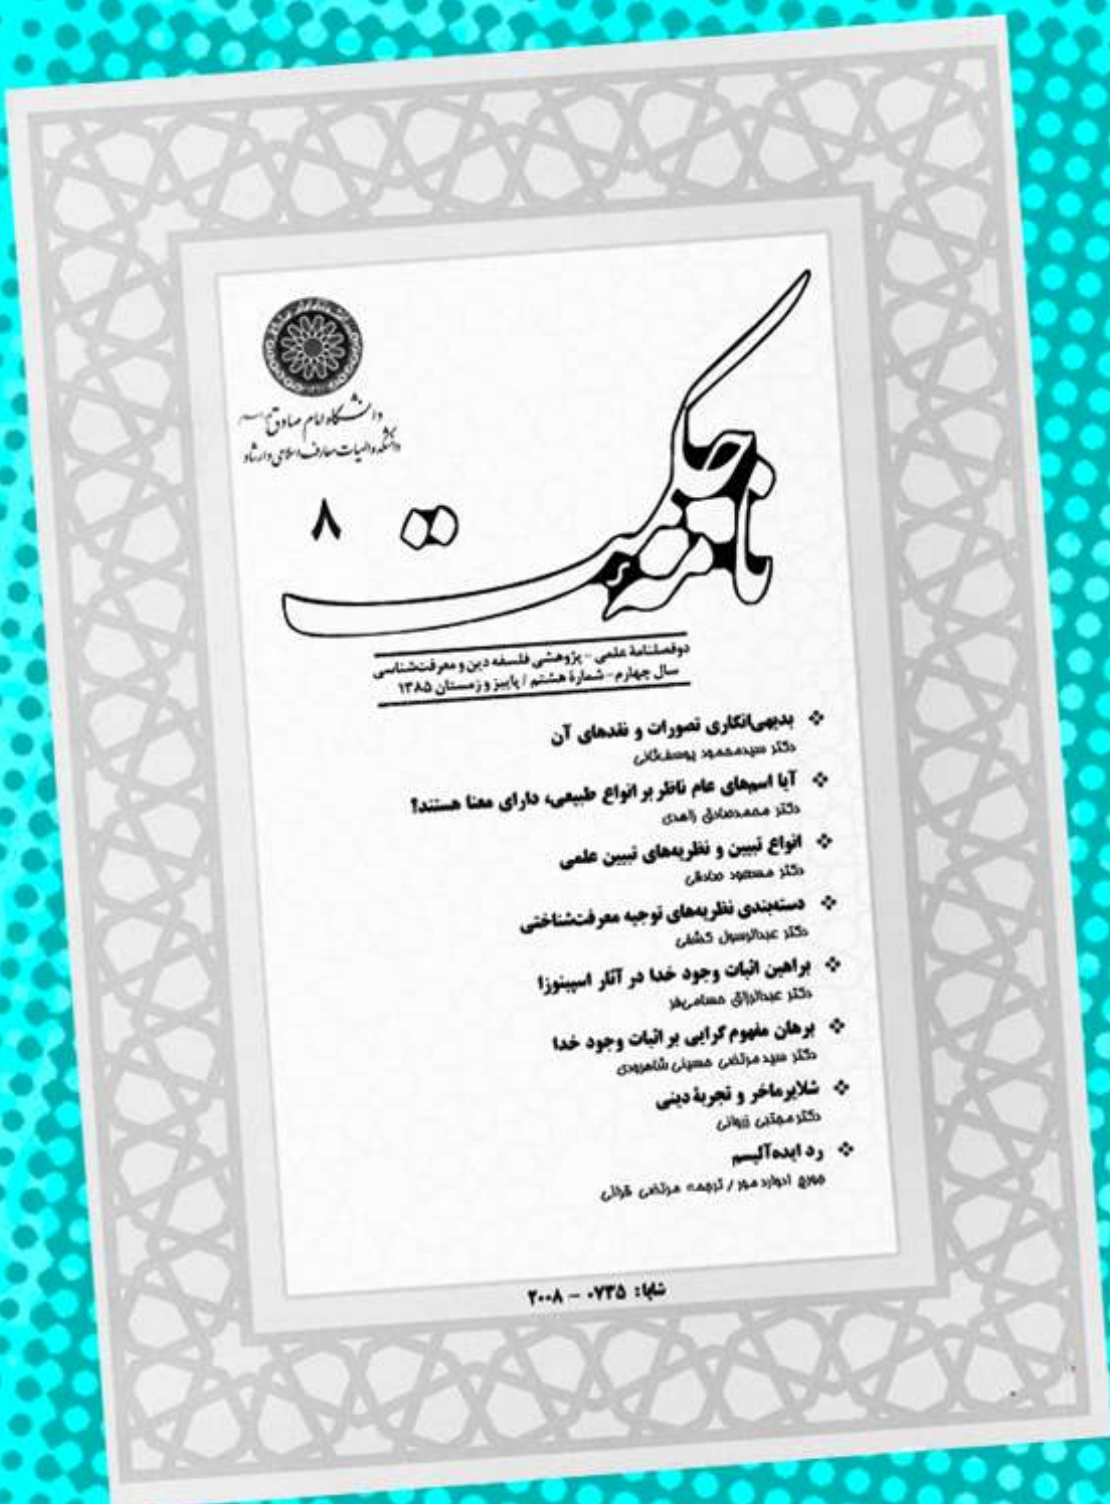 نامه حکمت
۸
دانشگاه امام صادق
دانشکده الهیات معارف اسلامی و ارشاد
دوفصلنامهٔ علمی - پژوهشی فلسفه دین و معرفت‌شناسی
سال چهارم - شمارهٔ هشتم / پاییز و زمستان ۱۳۸۵
بدیهی‌انگاری تصورات و نقدهای آن
دکتر سیدمحمود یوسف‌ثانی
آیا اسم‌های عام ناظر بر انواع طبیعی، دارای معنا هستند؟
دکتر محمدصادق زاهدی
انواع تبیین و نظریه‌های تبیین علمی
دکتر مسعود صادقی
دسته‌بندی نظریه‌های توجیه معرفت‌شناختی
دکتر عبدالرسول کشفی
براهین اثبات وجود خدا در آثار اسپینوزا
دکتر عبدالرزاق حسامی‌فر
برهان مفهوم‌گرایی بر اثبات وجود خدا
دکتر سید مرتضی حسینی شاهرودی
شلایرماخر و تجربهٔ دینی
دکتر مجتبی زروانی
رد ایده‌آلیسم
جورج ادوارد مور / ترجمه مرتضی قرائی
شاپا: ۰۷۳۵ - ۲۰۰۸